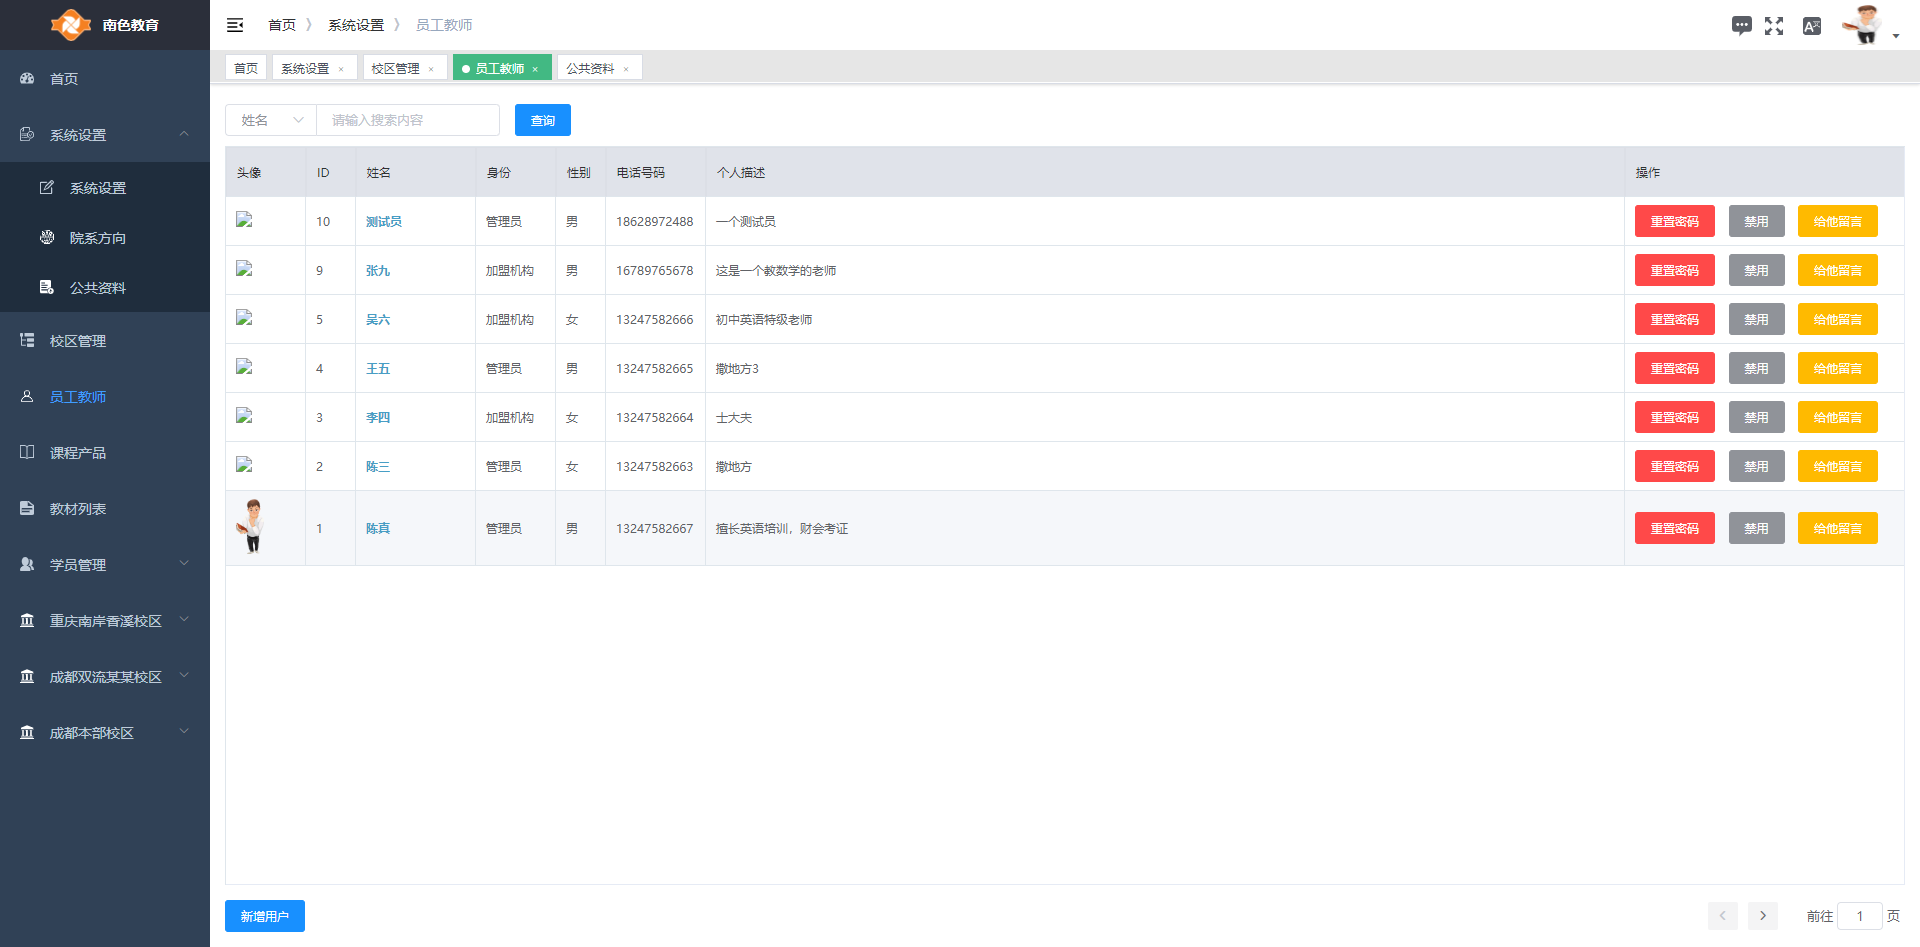 南色教育
首页
系统设置
系统设置
院系方向
公共资料
校区管理
员工教师
课程产品
教材列表
学员管理
重庆南岸香溪校区
成都双流某某校区
成都本部校区
首页 》 系统设置 》 员工教师
首页 系统设置 × 校区管理 × 员工教师 × 公共资料 ×
姓名 请输入搜索内容 查询
头像 ID 姓名 身份 性别 电话号码 个人描述 操作
10 测试员 管理员 男 18628972488 一个测试员 重置密码 禁用 给他留言
9 张九 加盟机构 男 16789765678 这是一个教数学的老师 重置密码 禁用 给他留言
5 吴六 加盟机构 女 13247582666 初中英语特级老师 重置密码 禁用 给他留言
4 王五 管理员 男 13247582665 撒地方3 重置密码 禁用 给他留言
3 李四 加盟机构 女 13247582664 士大夫 重置密码 禁用 给他留言
2 陈三 管理员 女 13247582663 撒地方 重置密码 禁用 给他留言
1 陈真 管理员 男 13247582667 擅长英语培训，财会考证 重置密码 禁用 给他留言
新增用户
前往 1 页